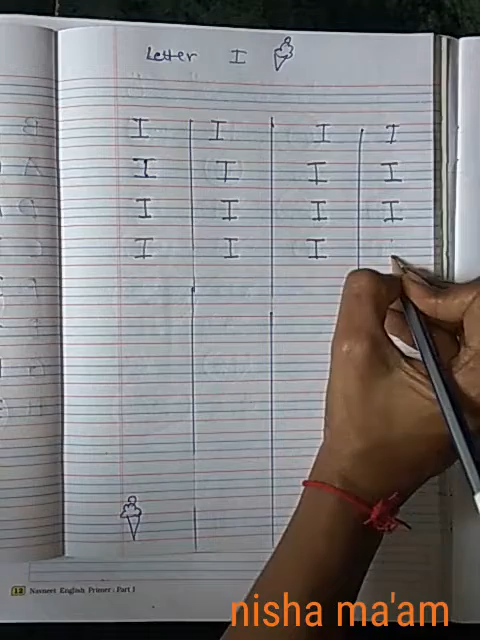 Letter I
I I I I
I I I I
I I I I
I I I
13 Navneet English Primer : Part I
nisha ma'am